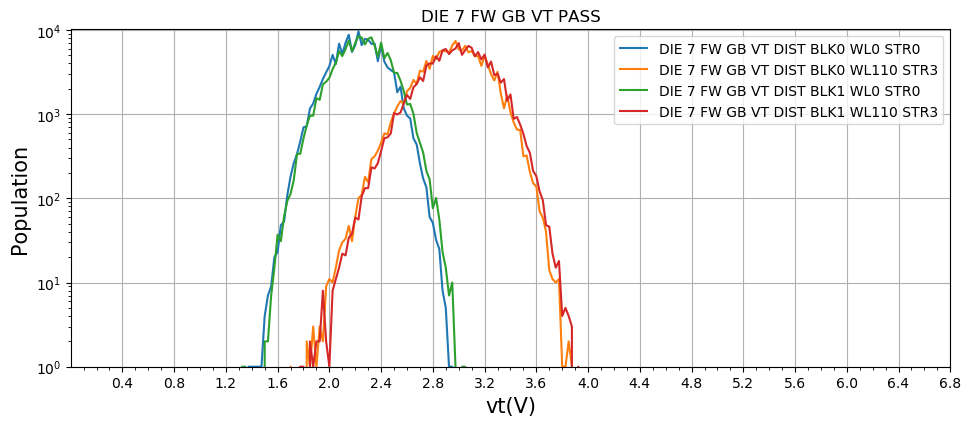 DIE 7 FW GB VT PASS
DIE 7 FW GB VT DIST BLK0 WL0 STR0
DIE 7 FW GB VT DIST BLK0 WL110 STR3
DIE 7 FW GB VT DIST BLK1 WL0 STR0
DIE 7 FW GB VT DIST BLK1 WL110 STR3
Population
10^4
10^3
10^2
10^1
10^0
0.4 0.8 1.2 1.6 2.0 2.4 2.8 3.2 3.6 4.0 4.4 4.8 5.2 5.6 6.0 6.4 6.8
vt(V)